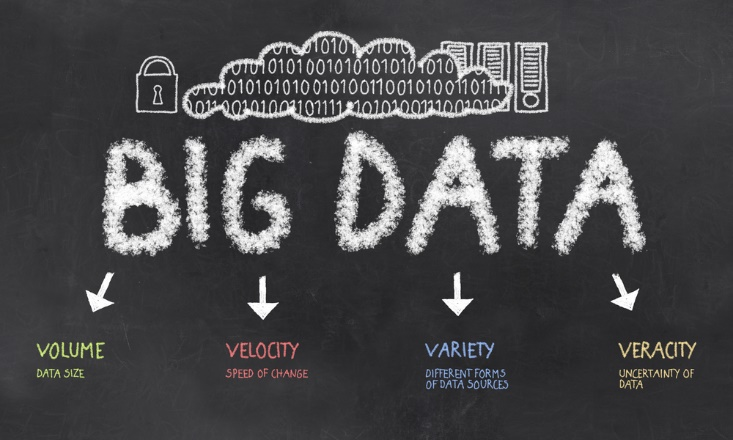 BIG DATA
VOLUME
DATA SIZE
VELOCITY
SPEED OF CHANGE
VARIETY
DIFFERENT FORMS
OF DATA SOURCES
VERACITY
UNCERTAINTY OF
DATA